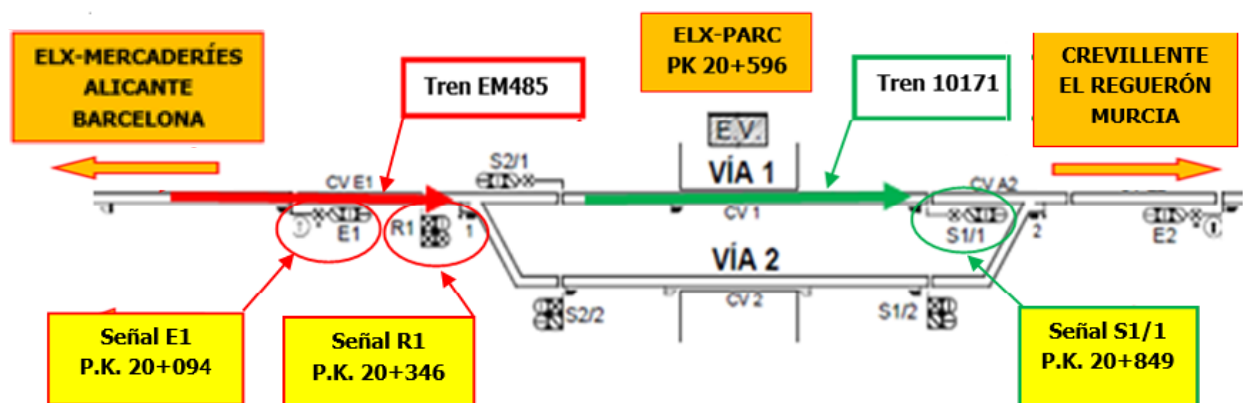 ELX-MERCADERÍES
ALICANTE
BARCELONA
Tren EM485
ELX-PARC
PK 20+596
Tren 10171
CREVILLENTE
EL REGUERÓN
MURCIA
E.V.
S2/1
VÍA 1
CV E1
CV 1
CV A2
E1
R1
1
S1/1
2
E2
VÍA 2
CV 2
S2/2
S1/2
Señal E1
P.K. 20+094
Señal R1
P.K. 20+346
Señal S1/1
P.K. 20+849